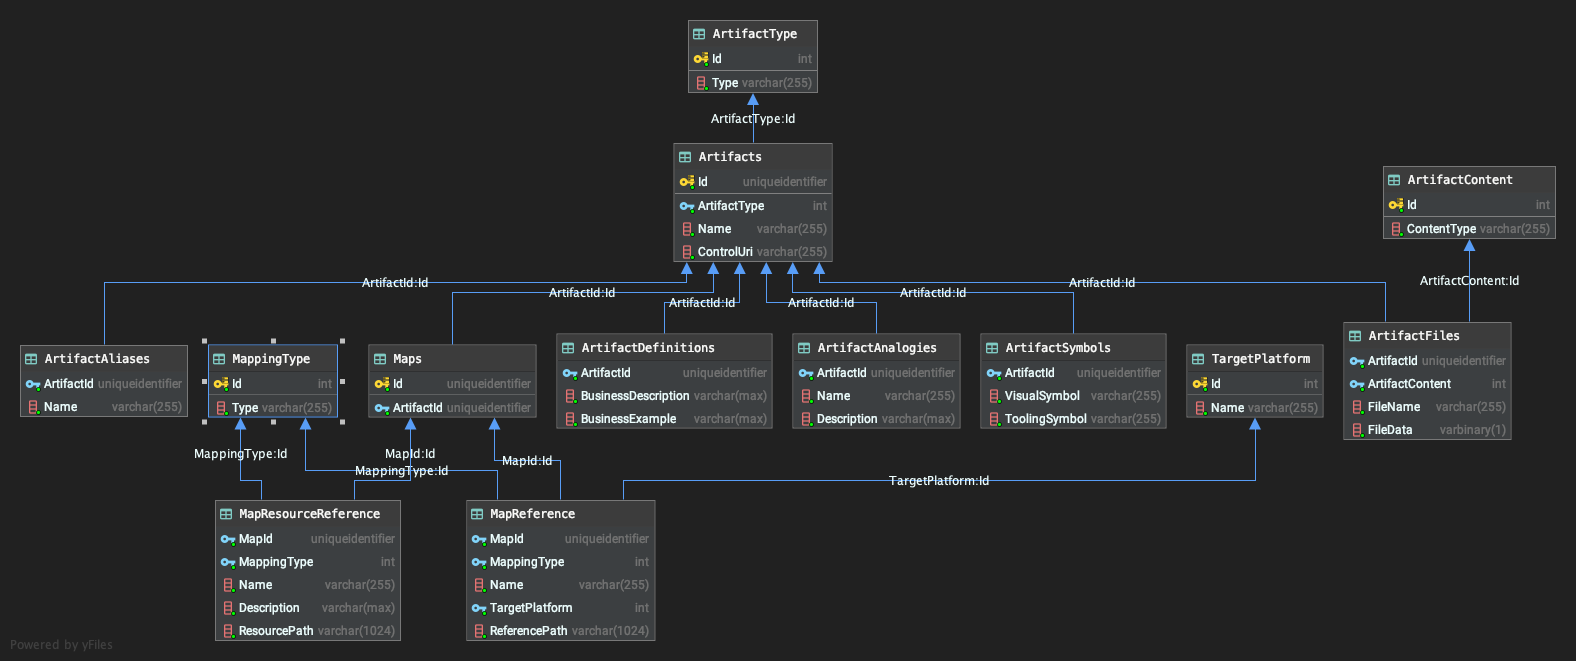 ArtifactType
Id int
Type varchar(255)
ArtifactType:Id
Artifacts
Id uniqueidentifier
ArtifactType int
Name varchar(255)
ControlUri varchar(255)
ArtifactContent
Id int
ContentType varchar(255)
ArtifactId:Id
ArtifactId:Id
ArtifactId:Id
ArtifactId:Id
ArtifactId:Id
ArtifactId:Id
ArtifactContent:Id
ArtifactAliases
ArtifactId uniqueidentifier
Name varchar(255)
MappingType
Id int
Type varchar(255)
Maps
Id uniqueidentifier
ArtifactId uniqueidentifier
ArtifactDefinitions
ArtifactId uniqueidentifier
BusinessDescription varchar(max)
BusinessExample varchar(max)
ArtifactAnalogies
ArtifactId uniqueidentifier
Name varchar(255)
Description varchar(max)
ArtifactSymbols
ArtifactId uniqueidentifier
VisualSymbol varchar(255)
ToolingSymbol varchar(255)
TargetPlatform
Id int
Name varchar(255)
ArtifactFiles
ArtifactId uniqueidentifier
ArtifactContent int
FileName varchar(255)
FileData varbinary(1)
MappingType:Id
MapId:Id
MappingType:Id
MapId:Id
TargetPlatform:Id
MapResourceReference
MapId uniqueidentifier
MappingType int
Name varchar(255)
Description varchar(max)
ResourcePath varchar(1024)
MapReference
MapId uniqueidentifier
MappingType int
Name varchar(255)
TargetPlatform int
ReferencePath varchar(1024)
Powered by yFiles